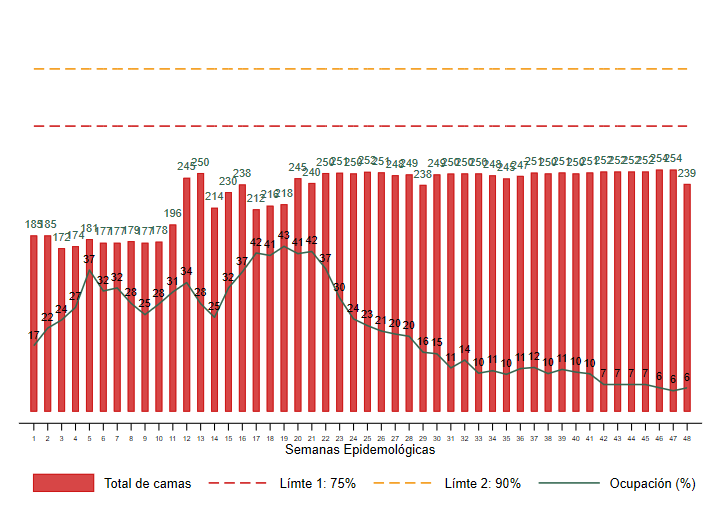 185 185 172 174 181 177 177 179 177 178 196 245 250 214 230 238 212 216 218 245 240 250 251 250 252 251 248 249 238 249 250 250 250 248 245 247 251 250 251 250 251 252 252 252 252 254 254 239
17 22 24 27 37 32 32 28 25 28 31 34 28 25 32 37 42 41 43 41 42 37 30 24 23 21 20 20 16 15 11 14 10 11 10 11 12 10 11 10 10 7 7 7 7 6 6 6
1 2 3 4 5 6 7 8 9 10 11 12 13 14 15 16 17 18 19 20 21 22 23 24 25 26 27 28 29 30 31 32 33 34 35 36 37 38 39 40 41 42 43 44 45 46 47 48
Semanas Epidemológicas
Total de camas Límte 1: 75% Límte 2: 90% Ocupación (%)